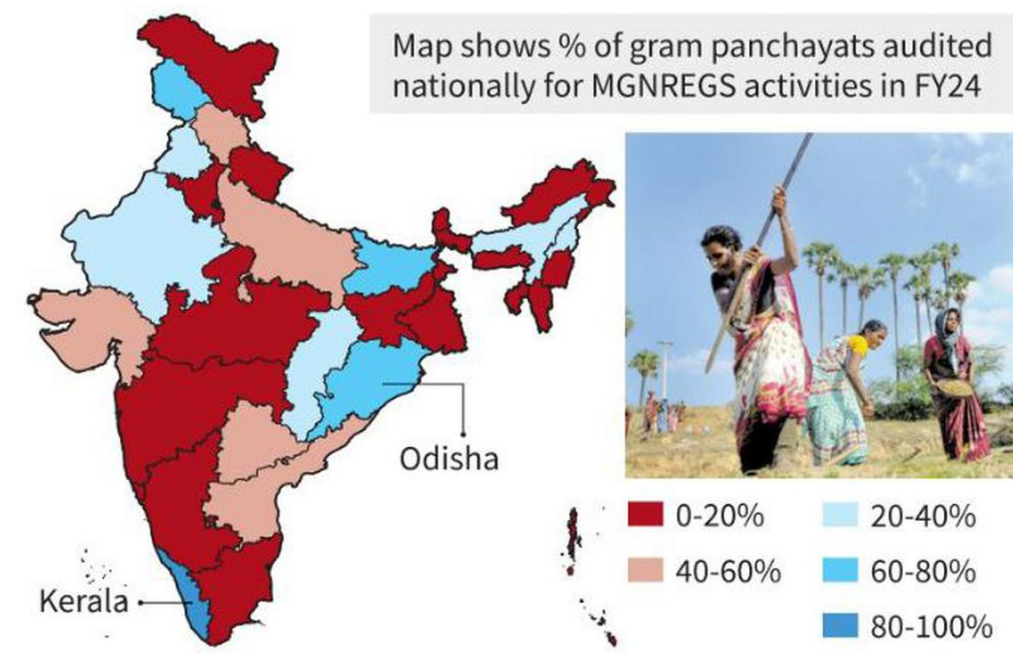 Map shows % of gram panchayats audited
nationally for MGNREGS activities in FY24
Odisha
Kerala
0-20%
20-40%
40-60%
60-80%
80-100%